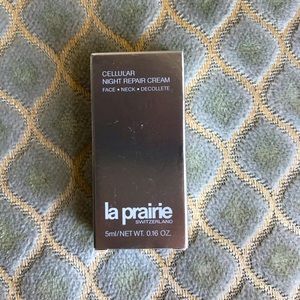 CELLULAR
NIGHT REPAIR CREAM
FACE • NECK • DECOLLETE
la prairie
SWITZERLAND
5ml/NET WT. 0.16 OZ.